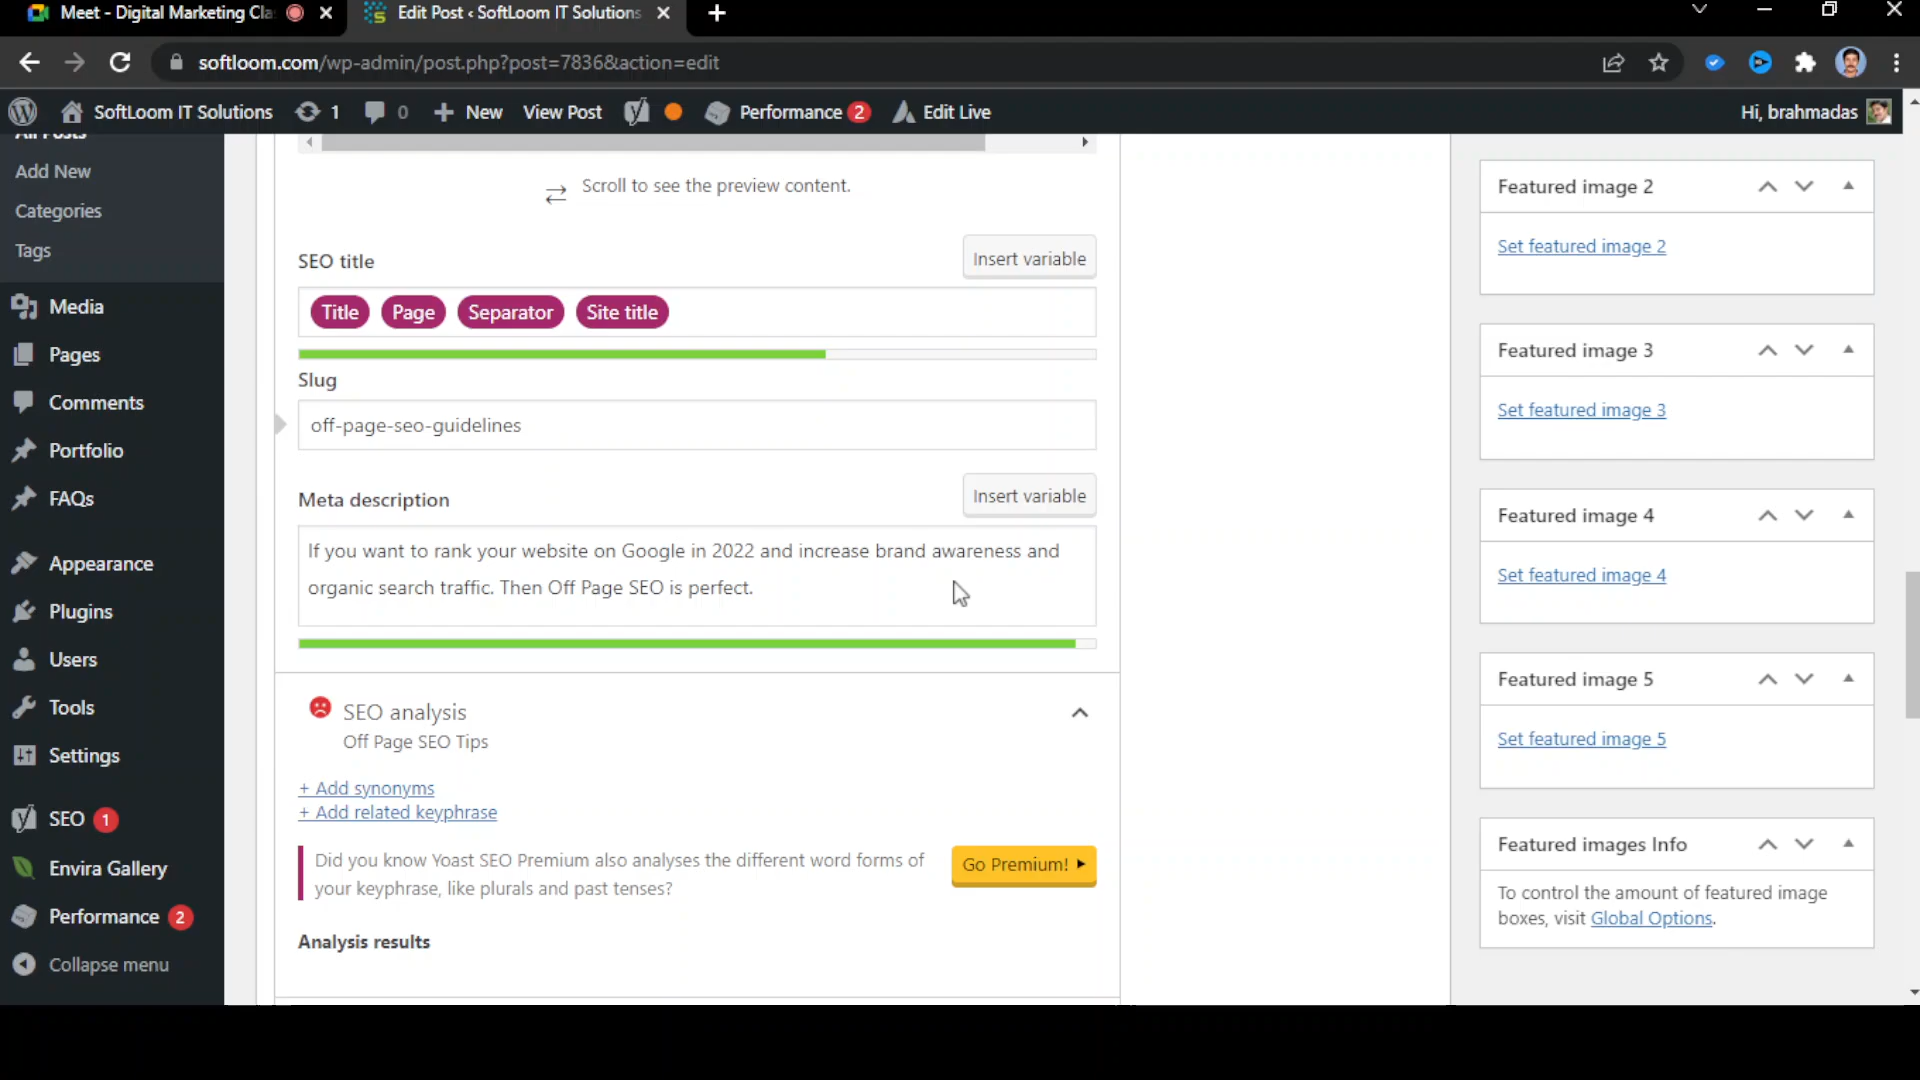 Meet - Digital Marketing Cla
Edit Post ‹ SoftLoom IT Solutions
softloom.com/wp-admin/post.php?post=7836&action=edit
SoftLoom IT Solutions
1
0
New
View Post
Performance 2
Edit Live
Hi, brahmadas
All Posts
Add New
Categories
Tags
Media
Pages
Comments
Portfolio
FAQs
Appearance
Plugins
Users
Tools
Settings
SEO 1
Envira Gallery
Performance 2
Collapse menu
Scroll to see the preview content.
SEO title
Insert variable
Title Page Separator Site title
Slug
off-page-seo-guidelines
Meta description
Insert variable
If you want to rank your website on Google in 2022 and increase brand awareness and
organic search traffic. Then Off Page SEO is perfect.
SEO analysis
Off Page SEO Tips
+ Add synonyms
+ Add related keyphrase
Did you know Yoast SEO Premium also analyses the different word forms of
your keyphrase, like plurals and past tenses?
Go Premium!
Analysis results
Featured image 2
Set featured image 2
Featured image 3
Set featured image 3
Featured image 4
Set featured image 4
Featured image 5
Set featured image 5
Featured images Info
To control the amount of featured image
boxes, visit Global Options.